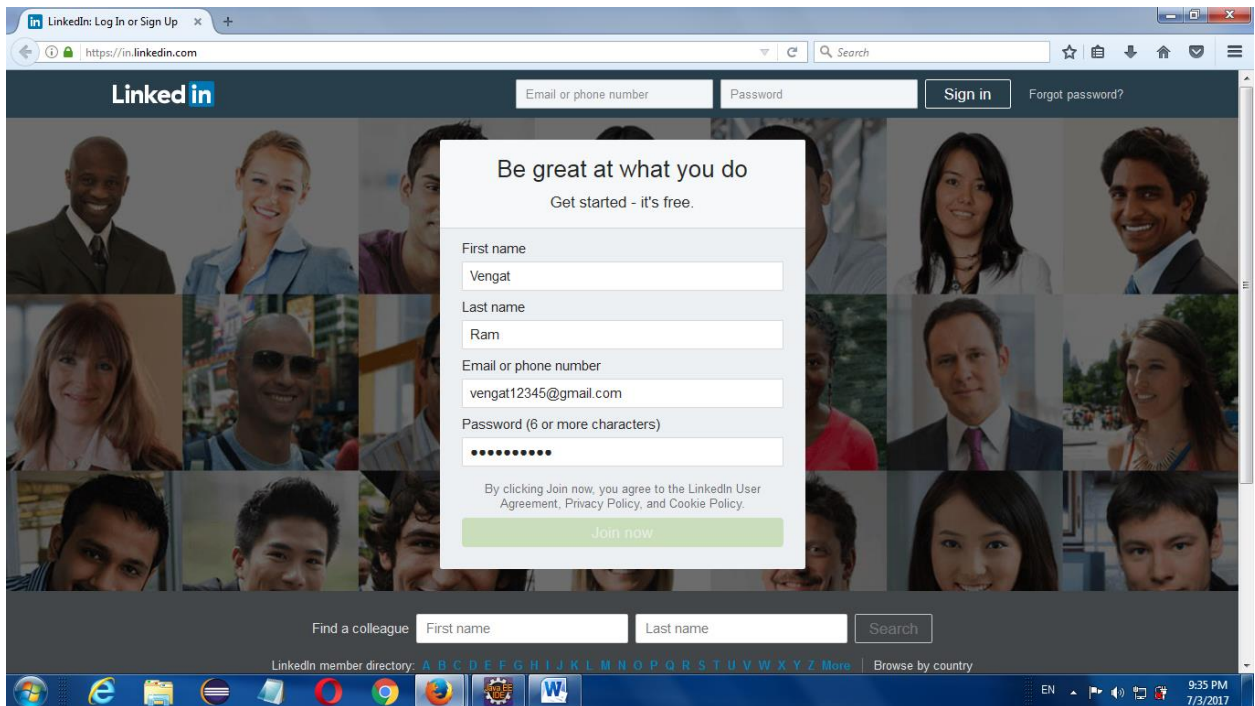 LinkedIn: Log In or Sign Up
https://in.linkedin.com
Search
Linked in
Email or phone number
Password
Sign in
Forgot password?
Be great at what you do
Get started - it's free.
First name
Vengat
Last name
Ram
Email or phone number
vengat12345@gmail.com
Password (6 or more characters)
••••••••••
By clicking Join now, you agree to the LinkedIn User
Agreement, Privacy Policy, and Cookie Policy.
Join now
Find a colleague
First name
Last name
Search
LinkedIn member directory: A B C D E F G H I J K L M N O P Q R S T U V W X Y Z More | Browse by country
Java EE
IDE
W
EN
9:35 PM
7/3/2017